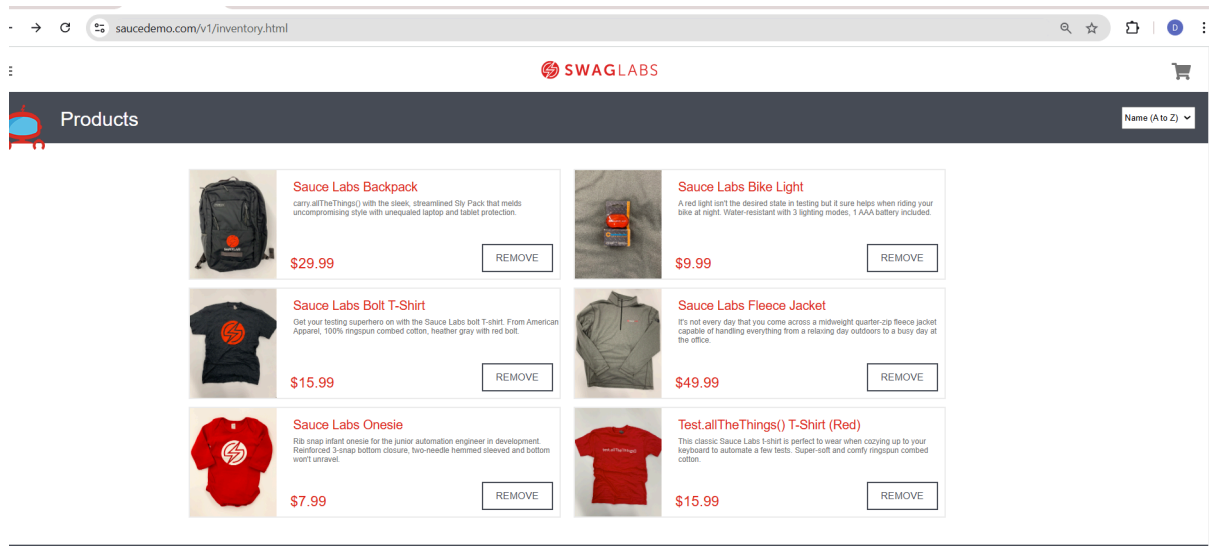 saucedemo.com/v1/inventory.html
D
SWAGLABS
Products
Name (A to Z)
Sauce Labs Backpack
carry.allTheThings() with the sleek, streamlined Sly Pack that melds
uncompromising style with unequaled laptop and tablet protection.
$29.99
REMOVE
Sauce Labs Bike Light
A red light isn't the desired state in testing but it sure helps when riding your
bike at night. Water-resistant with 3 lighting modes, 1 AAA battery included.
$9.99
REMOVE
Sauce Labs Bolt T-Shirt
Get your testing superhero on with the Sauce Labs bolt T-shirt. From American
Apparel, 100% ringspun combed cotton, heather gray with red bolt.
$15.99
REMOVE
Sauce Labs Fleece Jacket
It's not every day that you come across a midweight quarter-zip fleece jacket
capable of handling everything from a relaxing day outdoors to a busy day at
the office.
$49.99
REMOVE
Sauce Labs Onesie
Rib snap infant onesie for the junior automation engineer in development.
Reinforced 3-snap bottom closure, two-needle hemmed sleeved and bottom
won't unravel.
$7.99
REMOVE
Test.allTheThings() T-Shirt (Red)
This classic Sauce Labs t-shirt is perfect to wear when cozying up to your
keyboard to automate a few tests. Super-soft and comfy ringspun combed
cotton.
test.allTheThings()
$15.99
REMOVE